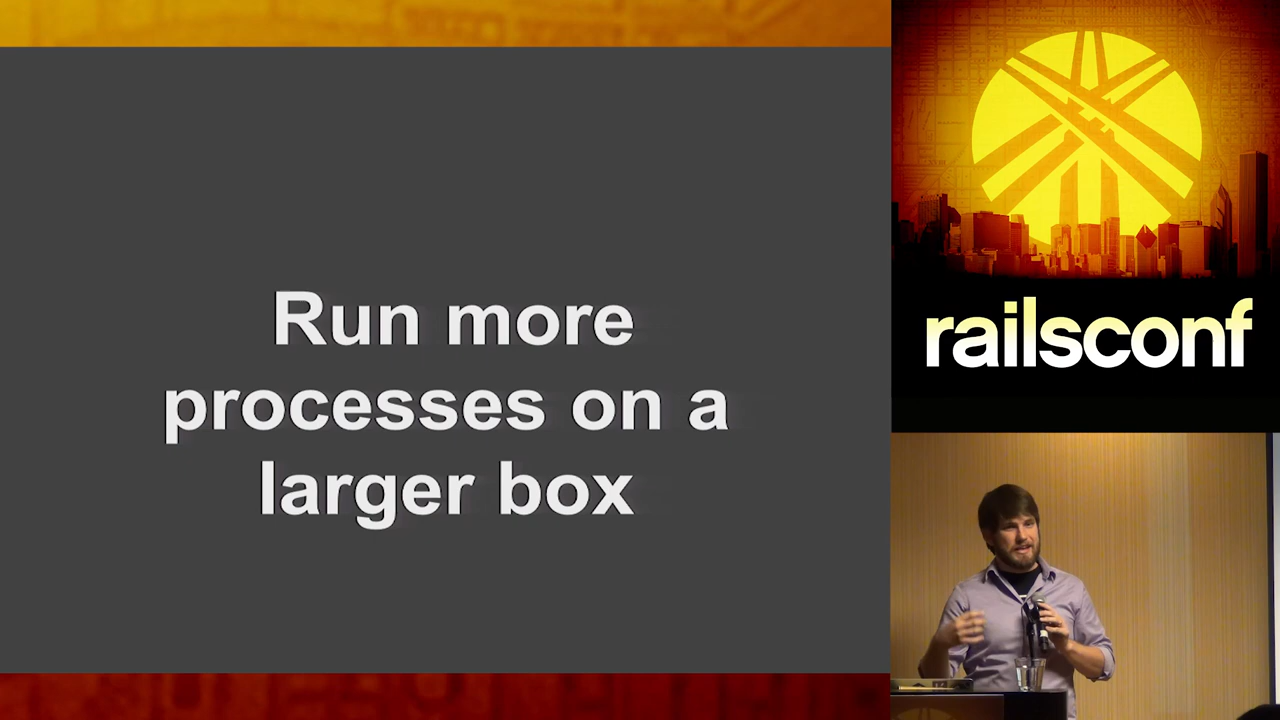 Run more
processes on a
larger box
railsconf